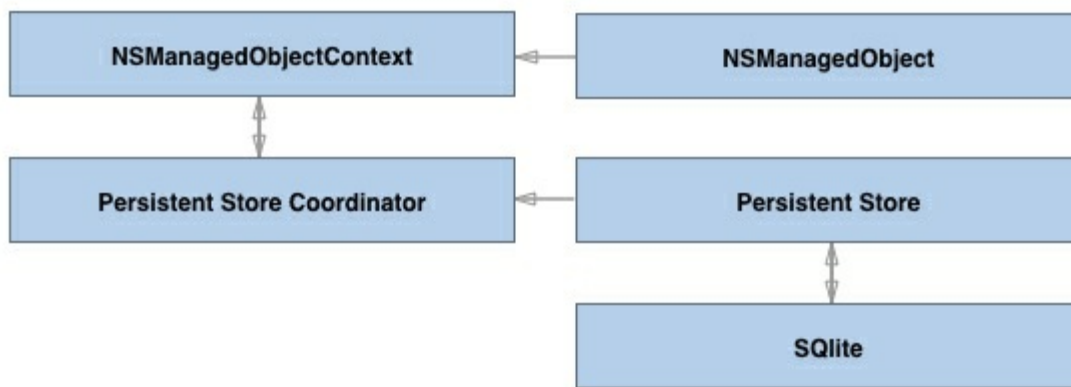 NSManagedObjectContext
NSManagedObject
Persistent Store Coordinator
Persistent Store
SQlite